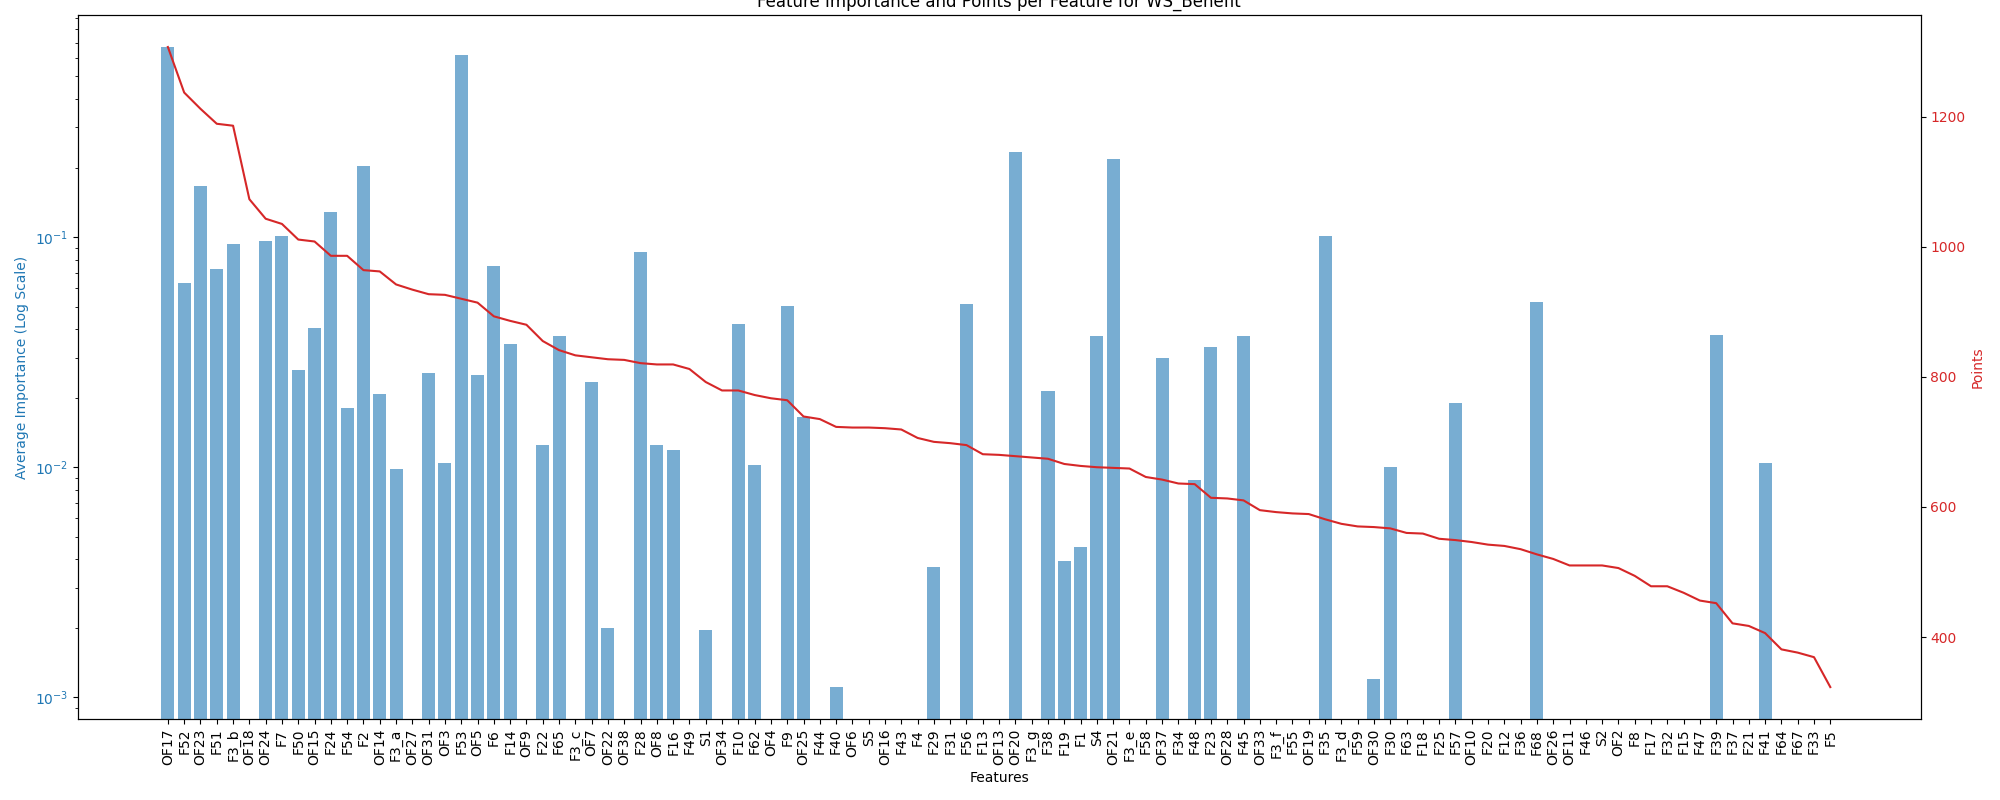 Feature Importance and Points per Feature for WS_Benefit
Average Importance (Log Scale)
10⁻¹
10⁻²
10⁻³
1200
1000
800
600
400
Points
OF17 F52 OF23 F51 F3_b OF18 OF24 F7 F50 OF15 F24 F54 F2 OF14 F3_a OF27 OF31 OF3 F53 OF5 F6 F14 OF9 F22 F65 F3_c OF7 OF22 OF38 F28 OF8 F16 F49 S1 OF34 F10 F62 OF4 F9 OF25 F44 F40 OF6 S5 OF16 F43 F4 F29 F31 F56 F13 OF13 OF20 F3_g F38 F19 F1 S4 OF21 F3_e F58 OF37 F34 F48 F23 OF28 F45 OF33 F3_f F55 OF19 F35 F3_d F59 OF30 F30 F63 F18 F25 F57 OF10 F20 F12 F36 F68 OF26 OF11 F46 S2 OF2 F8 F17 F32 F15 F47 F39 F37 F21 F41 F64 F67 F33 F5
Features